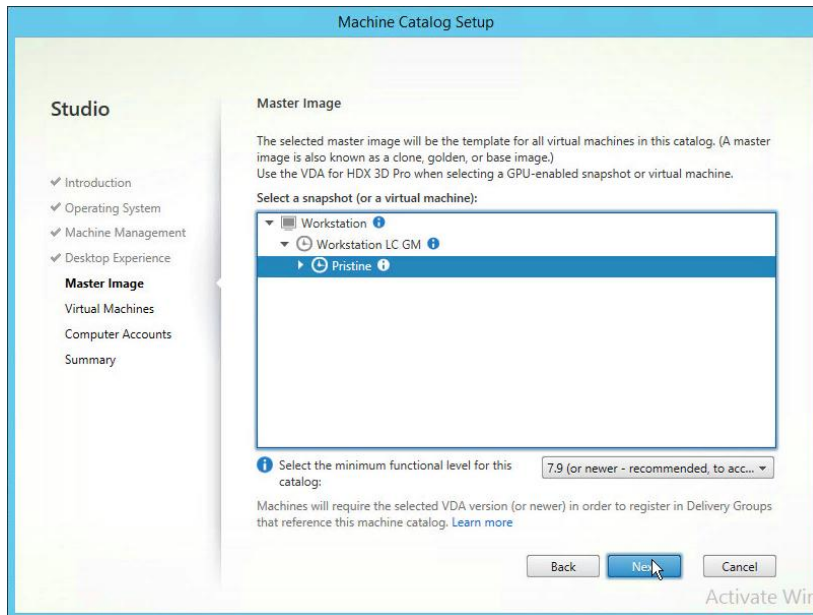 Machine Catalog Setup
Studio
Introduction
Operating System
Machine Management
Desktop Experience
Master Image
Virtual Machines
Computer Accounts
Summary
Master Image
The selected master image will be the template for all virtual machines in this catalog. (A master
image is also known as a clone, golden, or base image.)
Use the VDA for HDX 3D Pro when selecting a GPU-enabled snapshot or virtual machine.
Select a snapshot (or a virtual machine):
Workstation
Workstation LC GM
Pristine
Select the minimum functional level for this
catalog:
7.9 (or newer - recommended, to acc...
Machines will require the selected VDA version (or newer) in order to register in Delivery Groups
that reference this machine catalog. Learn more
Back
Next
Cancel
Activate Wi